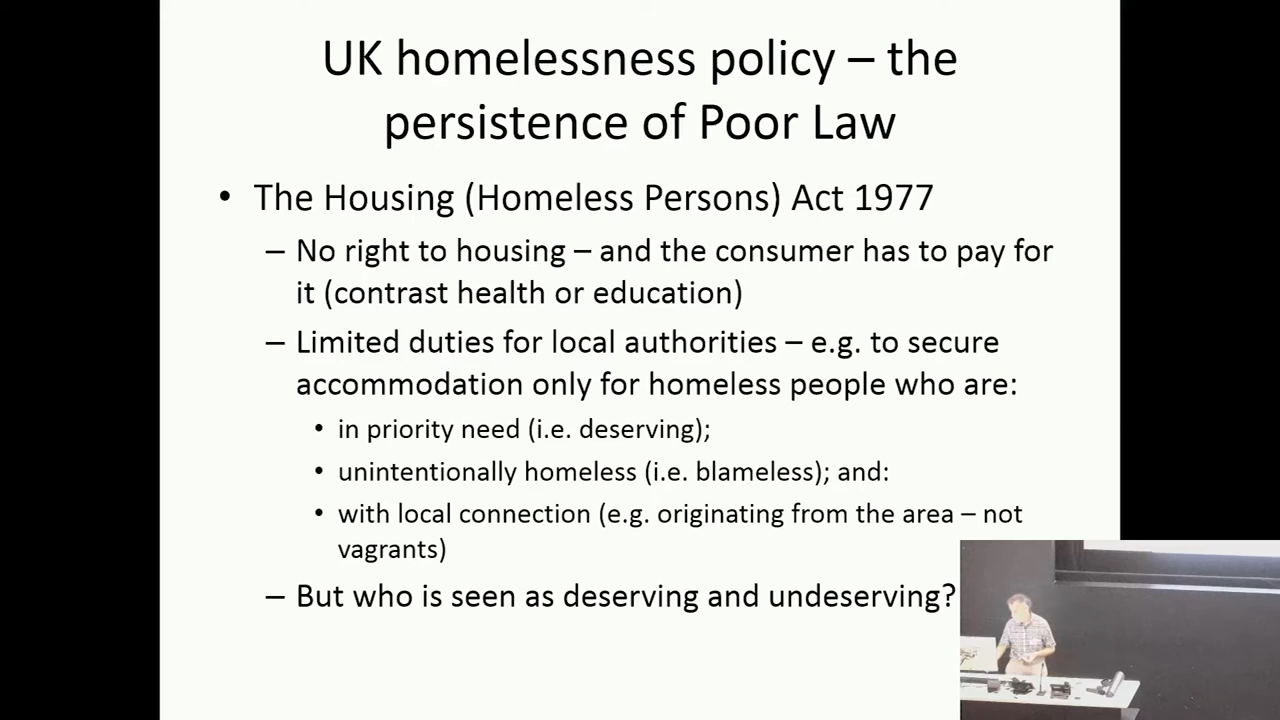 UK homelessness policy – the
persistence of Poor Law
• The Housing (Homeless Persons) Act 1977
– No right to housing – and the consumer has to pay for
it (contrast health or education)
– Limited duties for local authorities – e.g. to secure
accommodation only for homeless people who are:
• in priority need (i.e. deserving);
• unintentionally homeless (i.e. blameless); and:
• with local connection (e.g. originating from the area – not
vagrants)
– But who is seen as deserving and undeserving?